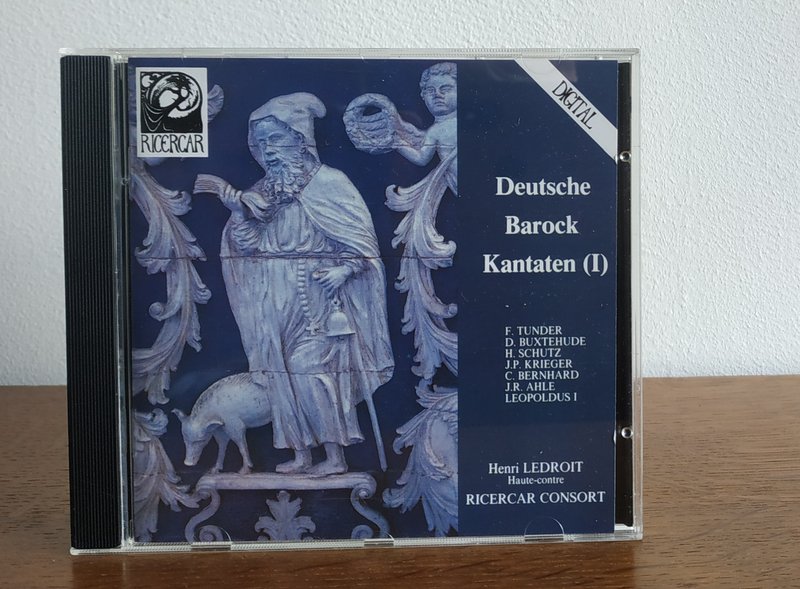 RICERCAR
DIGITAL
Deutsche
Barock
Kantaten (I)
F. TUNDER
D. BUXTEHUDE
H. SCHUTZ
J.P. KRIEGER
C. BERNHARD
J.R. AHLE
LEOPOLDUS I
Henri LEDROIT
Haute-contre
RICERCAR CONSORT